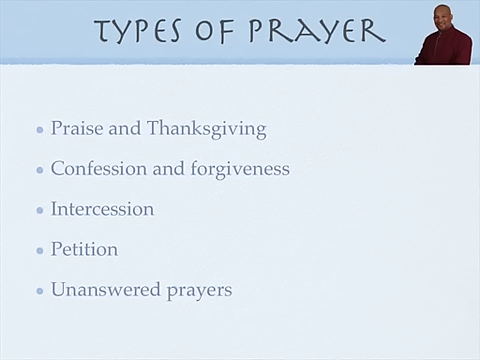 TYPES OF PRAYER
Praise and Thanksgiving
Confession and forgiveness
Intercession
Petition
Unanswered prayers